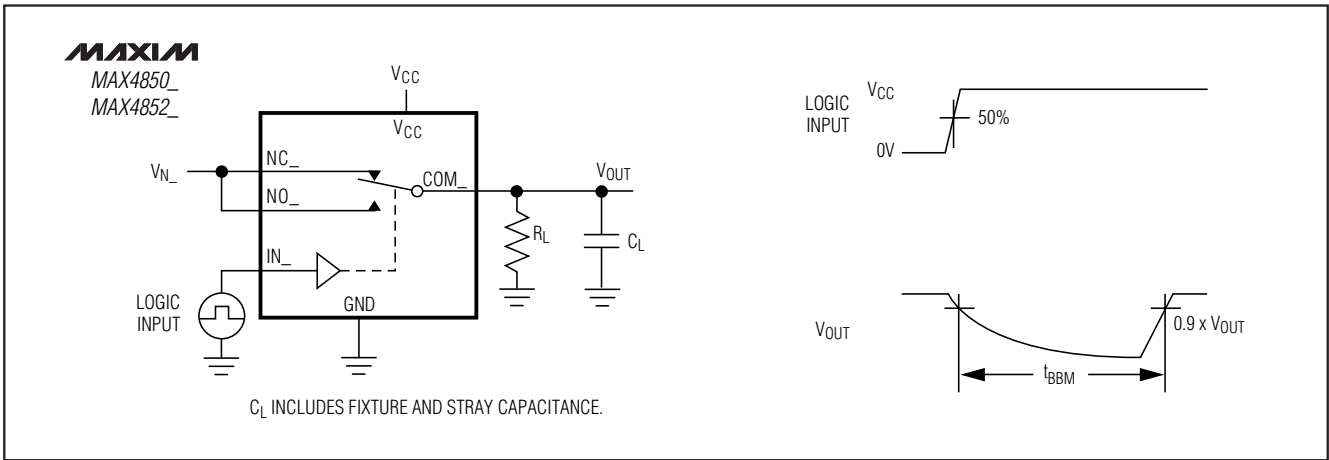 MAXIM
MAX4850_
MAX4852_
VCC
VCC
VN_
NC_
NO_
COM_
VOUT
RL
CL
IN_
LOGIC
INPUT
GND
CL INCLUDES FIXTURE AND STRAY CAPACITANCE.
LOGIC
INPUT
VCC
50%
0V
VOUT
0.9 x VOUT
tBBM